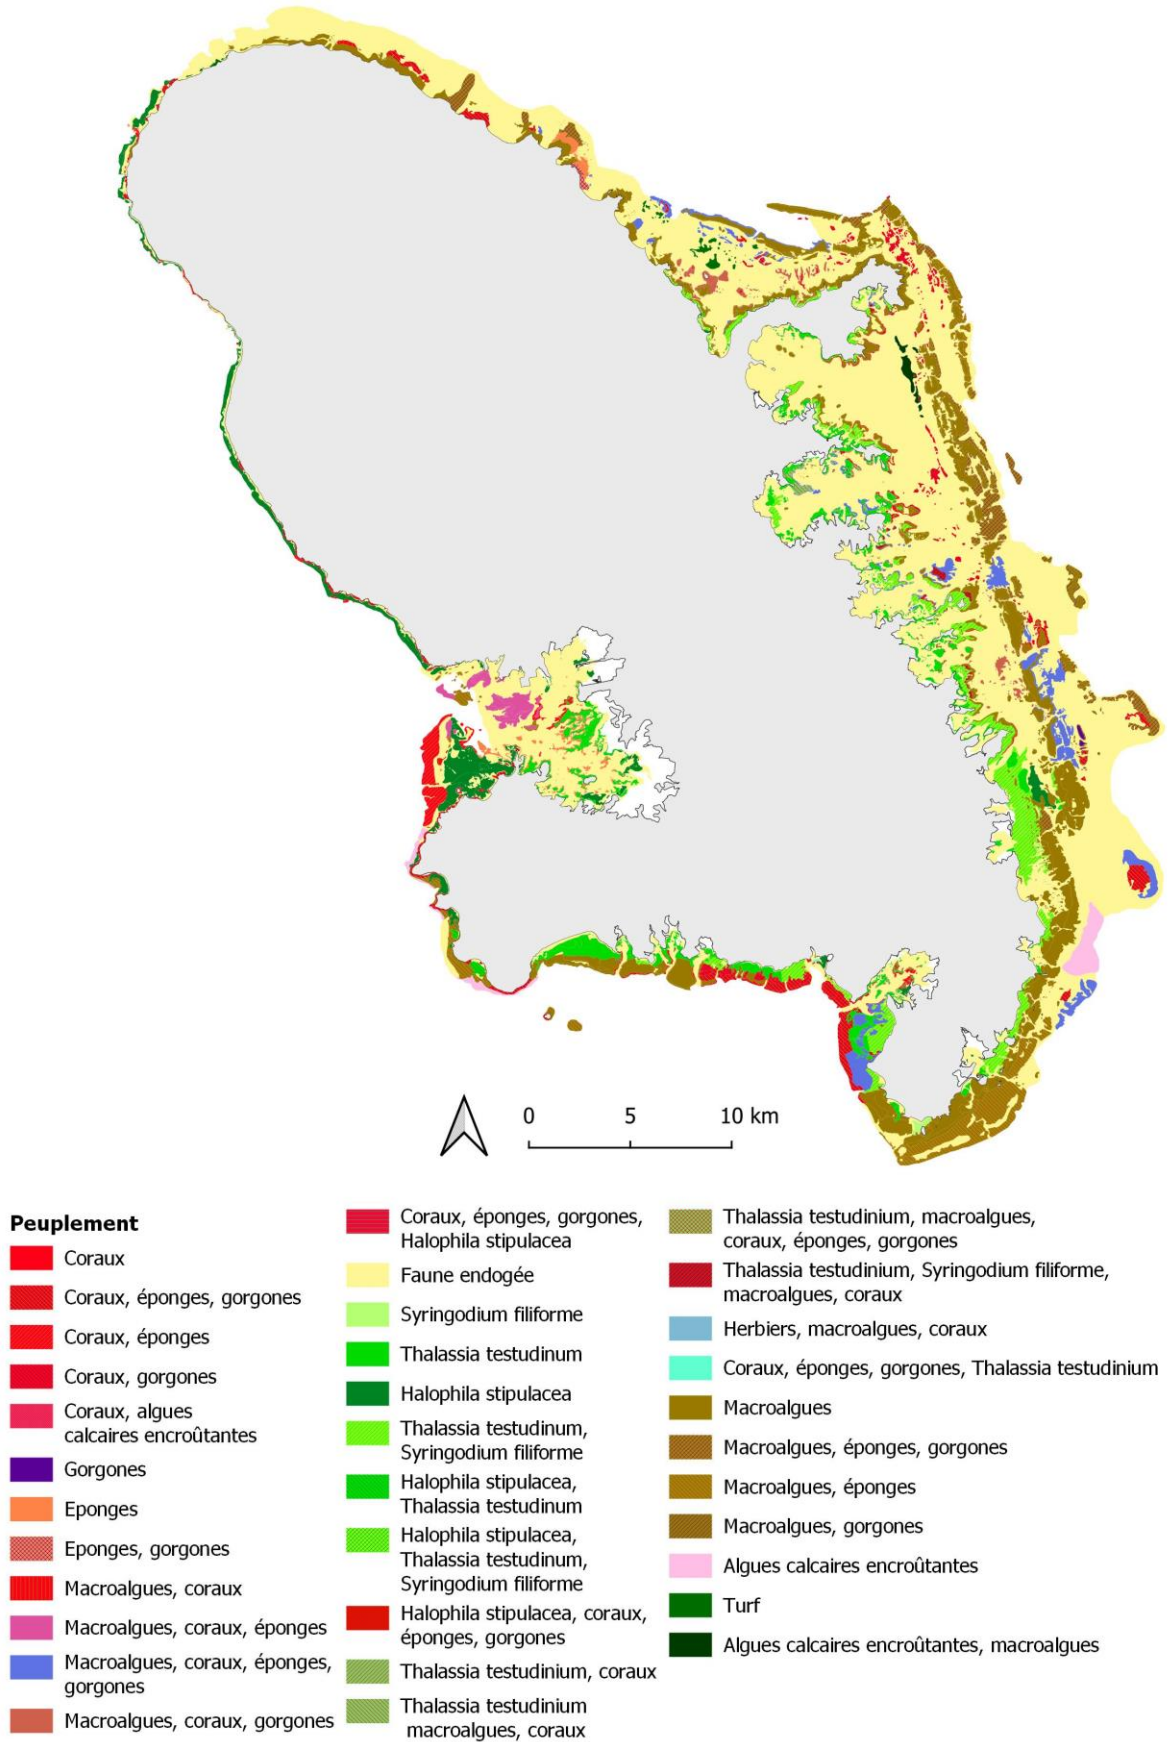 0 5 10 km
Peuplement
Coraux
Coraux, éponges, gorgones
Coraux, éponges
Coraux, gorgones
Coraux, algues
calcaires encroûtantes
Gorgones
Eponges
Eponges, gorgones
Macroalgues, coraux
Macroalgues, coraux, éponges
Macroalgues, coraux, éponges,
gorgones
Macroalgues, coraux, gorgones
Coraux, éponges, gorgones,
Halophila stipulacea
Faune endogée
Syringodium filiforme
Thalassia testudinum
Halophila stipulacea
Thalassia testudinum,
Syringodium filiforme
Halophila stipulacea,
Thalassia testudinum
Halophila stipulacea,
Thalassia testudinum,
Syringodium filiforme
Halophila stipulacea, coraux,
éponges, gorgones
Thalassia testudinium, coraux
Thalassia testudinium
macroalgues, coraux
Thalassia testudinium, macroalgues,
coraux, éponges, gorgones
Thalassia testudinium, Syringodium filiforme,
macroalgues, coraux
Herbiers, macroalgues, coraux
Coraux, éponges, gorgones, Thalassia testudinium
Macroalgues
Macroalgues, éponges, gorgones
Macroalgues, éponges
Macroalgues, gorgones
Algues calcaires encroûtantes
Turf
Algues calcaires encroûtantes, macroalgues